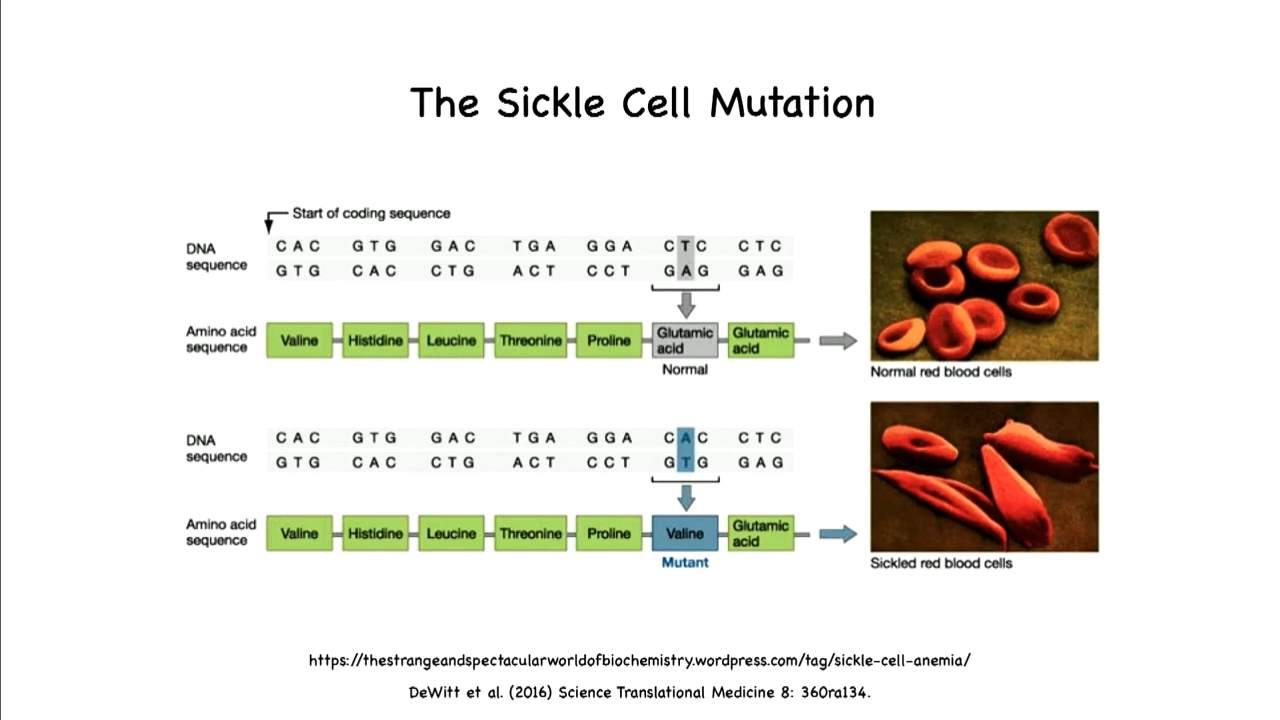 The Sickle Cell Mutation
Start of coding sequence
DNA
sequence
C A C G T G G A C T G A G G A C T C C T C
G T G C A C C T G A C T C C T G A G G A G
Amino acid
sequence
Valine Histidine Leucine Threonine Proline Glutamic
acid Glutamic
acid
Normal
Normal red blood cells
DNA
sequence
C A C G T G G A C T G A G G A C A C C T C
G T G C A C C T G A C T C C T G T G G A G
Amino acid
sequence
Valine Histidine Leucine Threonine Proline Valine Glutamic
acid
Mutant
Sickled red blood cells
https://thestrangeandspectacularworldofbiochemistry.wordpress.com/tag/sickle-cell-anemia/
DeWitt et al. (2016) Science Translational Medicine 8: 360ra134.